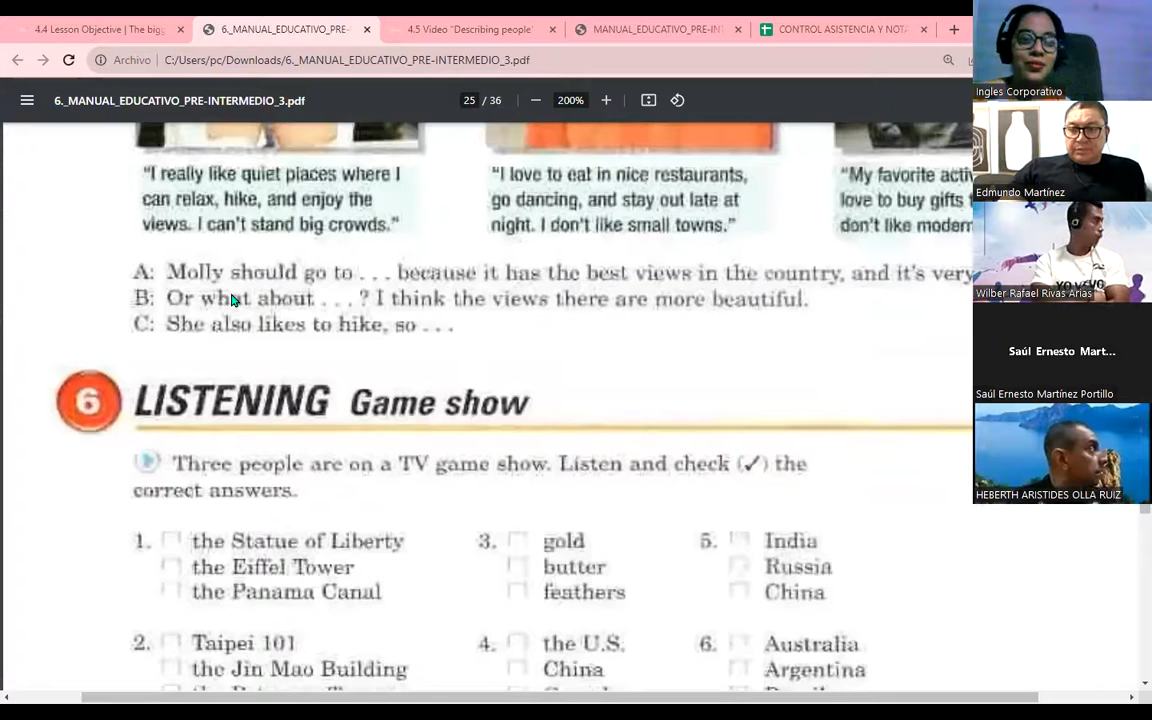 4.4 Lesson Objective | The big
6._MANUAL_EDUCATIVO_PRE-
4.5 Video "Describing people"
MANUAL_EDUCATIVO_PRE-INT
CONTROL ASISTENCIA Y NOTA
Archivo
C:/Users/pc/Downloads/6._MANUAL_EDUCATIVO_PRE-INTERMEDIO_3.pdf
6._MANUAL_EDUCATIVO_PRE-INTERMEDIO_3.pdf
25 / 36
200%
"I really like quiet places where I
can relax, hike, and enjoy the
views. I can't stand big crowds."
"I love to eat in nice restaurants,
go dancing, and stay out late at
night. I don't like small towns."
"My favorite acti
love to buy gifts
don't like modern
A: Molly should go to . . . because it has the best views in the country, and it's very
B: Or what about . . . ? I think the views there are more beautiful.
C: She also likes to hike, so . . .
6
LISTENING Game show
Three people are on a TV game show. Listen and check (✓) the
correct answers.
1.
the Statue of Liberty
the Eiffel Tower
the Panama Canal
2.
Taipei 101
the Jin Mao Building
3.
gold
butter
feathers
4.
the U.S.
China
5.
India
Russia
China
6.
Australia
Argentina
Ingles Corporativo
Edmundo Martínez
Wilber Rafael Rivas Arias
Saúl Ernesto Mart...
Saúl Ernesto Martínez Portillo
HEBERTH ARISTIDES OLLA RUIZ